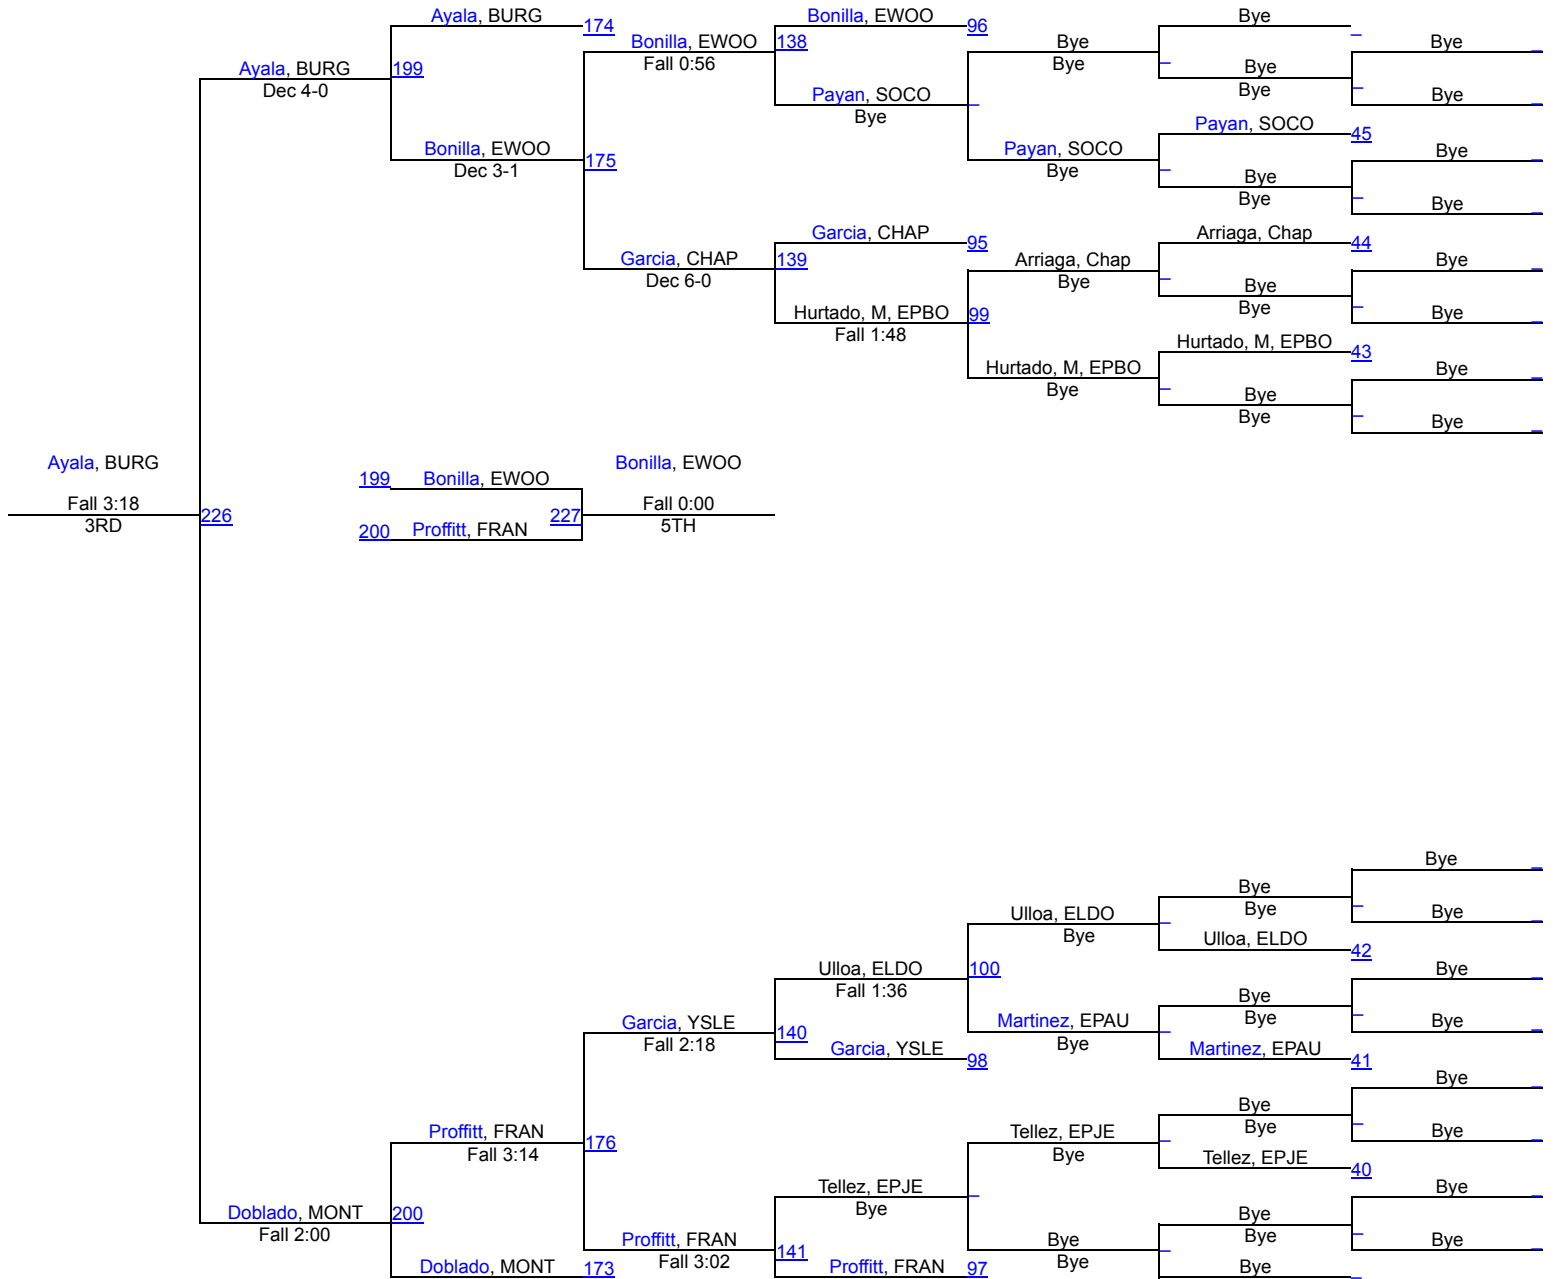 Ayala, BURG
174
Bonilla, EWOO
96
Bye
_
Bonilla, EWOO
138
Bye
Bye
_
Fall 0:56
Bye
Ayala, BURG
199
Bye
_
Dec 4-0
Bye
_
Payan, SOCO
_
Bye
_
Bye
Payan, SOCO
45
Bonilla, EWOO
175
Payan, SOCO
Bye
_
Dec 3-1
Bye
_
Bye
_
Bye
Bye
_
Garcia, CHAP
95
Arriaga, Chap
44
Garcia, CHAP
139
Arriaga, Chap
Bye
_
Dec 6-0
Bye
_
Bye
_
Bye
Hurtado, M, EPBO
99
Bye
_
Fall 1:48
Hurtado, M, EPBO
43
Hurtado, M, EPBO
Bye
_
Bye
_
Bye
_
Bye
Bye
_
Ayala, BURG
Bonilla, EWOO
199
Bonilla, EWOO
Fall 3:18
Fall 0:00
226
227
3RD
5TH
200
Proffitt, FRAN
Bye
_
Bye
_
Ulloa, ELDO
_
Bye
Bye
_
Bye
Ulloa, ELDO
42
Ulloa, ELDO
100
Bye
_
Fall 1:36
Bye
_
Garcia, YSLE
140
Martinez, EPAU
_
Bye
Bye
_
Fall 2:18
Bye
Garcia, YSLE
98
Martinez, EPAU
41
Bye
_
Bye
_
Proffitt, FRAN
176
Tellez, EPJE
_
Bye
Bye
_
Fall 3:14
Bye
Tellez, EPJE
40
Tellez, EPJE
_
Bye
_
Bye
Doblado, MONT
200
Bye
_
Fall 2:00
Bye
Proffitt, FRAN
141
Bye
_
Bye
_
Fall 3:02
Bye
Doblado, MONT
173
Proffitt, FRAN
97
Bye
_